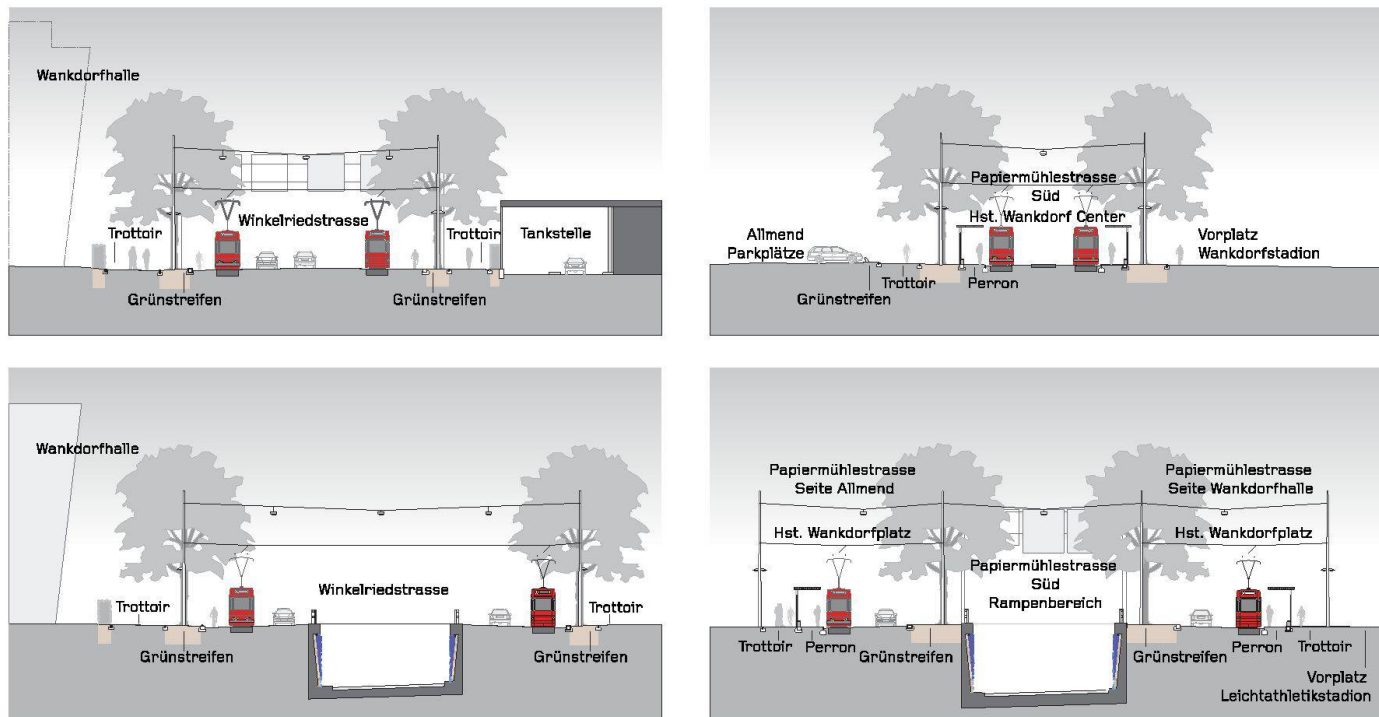 Wankdorfhalle
Winkelriedstrasse
Trottoir
Trottoir
Tankstelle
Grünstreifen
Grünstreifen
Papiermühlestrasse
Süd
Hst. Wankdorf Center
Allmend
Parkplätze
Vorplatz
Wankdorfstadion
Trottoir
Perron
Grünstreifen
Wankdorfhalle
Winkelriedstrasse
Trottoir
Trottoir
Grünstreifen
Grünstreifen
Papiermühlestrasse
Seite Allmend
Papiermühlestrasse
Seite Wankdorfhalle
Hst. Wankdorfplatz
Hst. Wankdorfplatz
Papiermühlestrasse
Süd
Rampenbereich
Trottoir
Perron
Grünstreifen
Grünstreifen
Perron
Trottoir
Vorplatz
Leichtathletikstadion